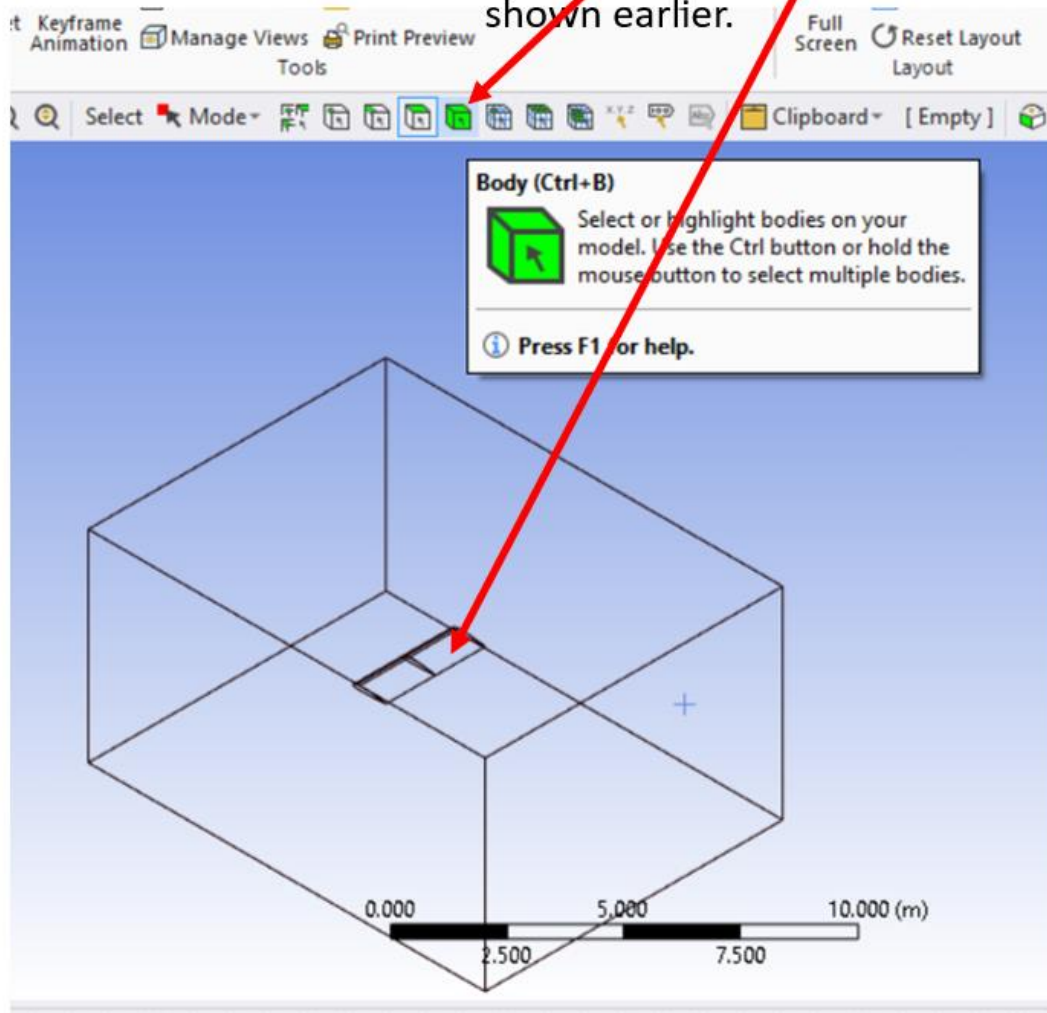 shown earlier.
Keyframe
Animation Manage Views Print Preview
Tools
Full
Screen Reset Layout
Layout
Select Mode Clipboard [ Empty ]
Body (Ctrl+B)
Select or highlight bodies on your
model. Use the Ctrl button or hold the
mouse button to select multiple bodies.
Press F1 for help.
0.000 5.000 10.000 (m)
2.500 7.500